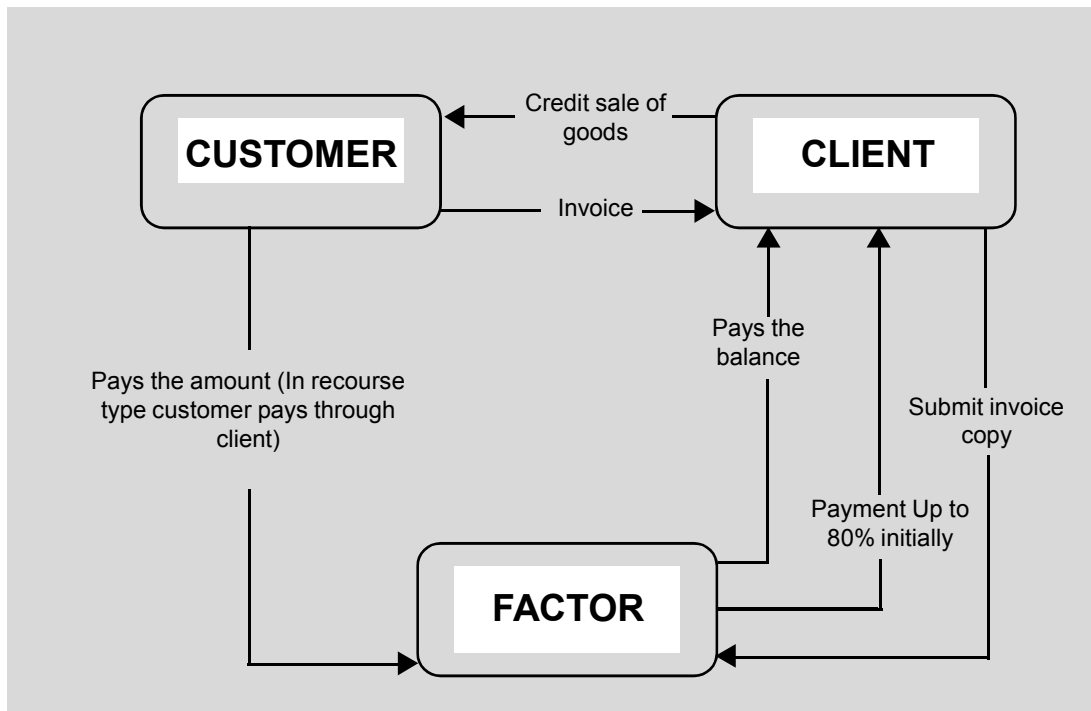 Credit sale of
goods
CUSTOMER
CLIENT
Invoice
Pays the
balance
Pays the amount (In recourse
type customer pays through
client)
Submit invoice
copy
Payment Up to
80% initially
FACTOR